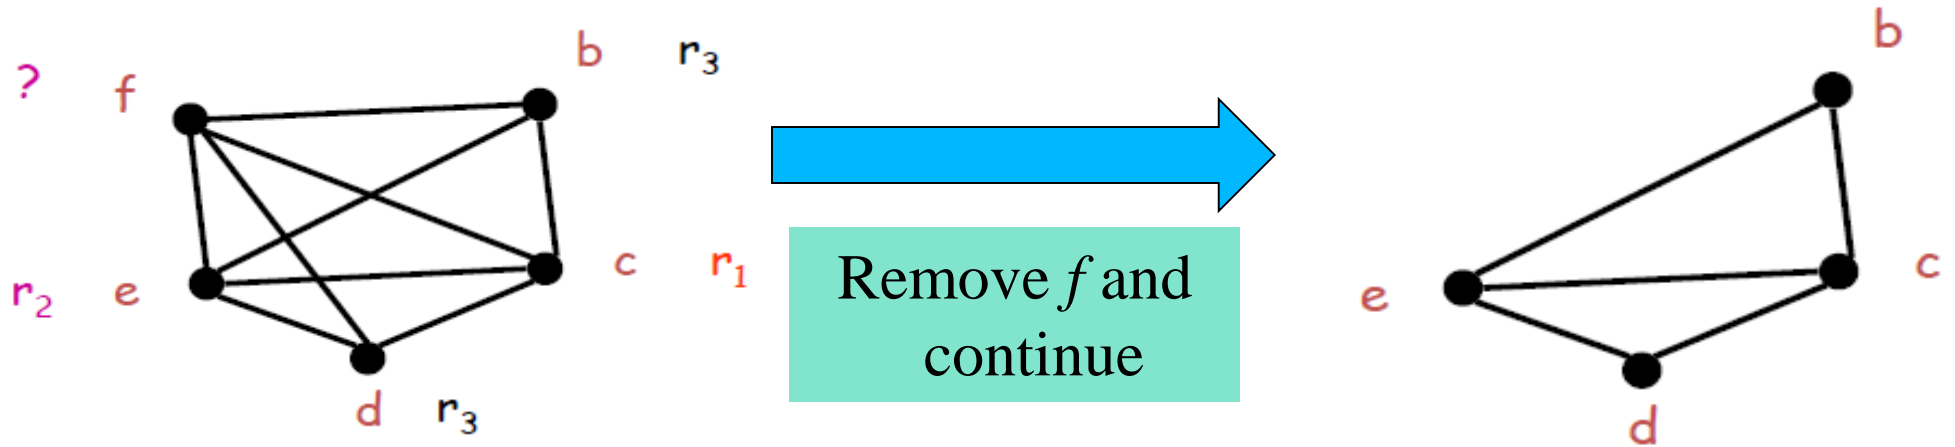 ? f
b r₃
r₂ e
c r₁
d r₃
Remove f and
continue
b
e
c
d